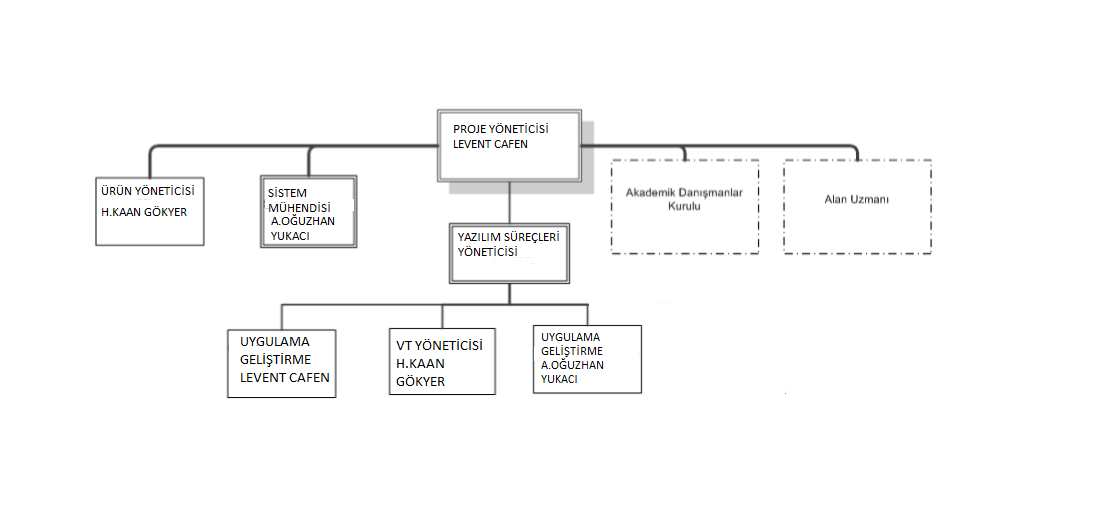 PROJE YÖNETİCİSİ
LEVENT CAFEN
ÜRÜN YÖNETİCİSİ
H.KAAN GÖKYER
SİSTEM
MÜHENDİSİ
A.OĞUZHAN
YUKACI
Akademik Danışmanlar
Kurulu
Alan Uzmanı
YAZILIM SÜREÇLERİ
YÖNETİCİSİ
UYGULAMA
GELİŞTİRME
LEVENT CAFEN
VT YÖNETİCİSİ
H.KAAN
GÖKYER
UYGULAMA
GELİŞTİRME
A.OĞUZHAN
YUKACI